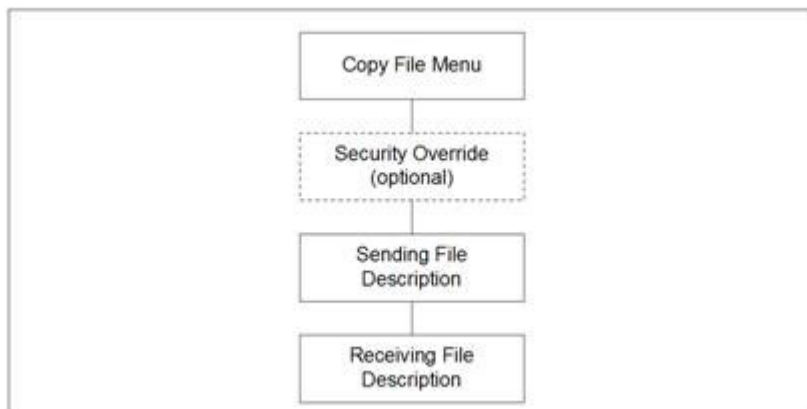 Copy File Menu
Security Override
(optional)
Sending File
Description
Receiving File
Description